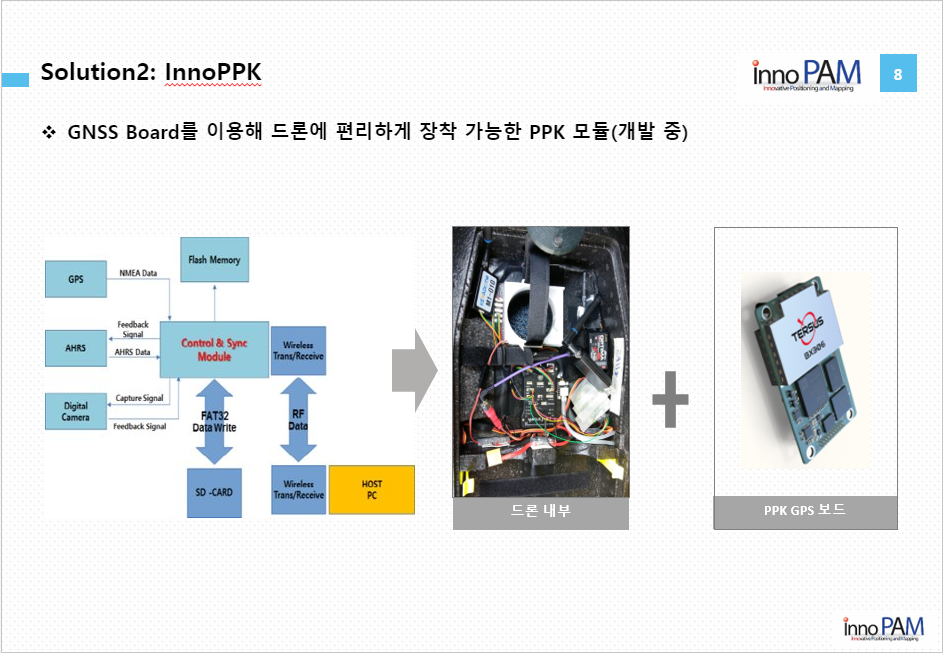 Solution2: InnoPPK
inno PAM
Innovative Positioning and Mapping
8
❖ GNSS Board를 이용해 드론에 편리하게 장착 가능한 PPK 모듈(개발 중)
Flash Memory
GPS
NMEA Data
Feedback
Signal
AHRS
AHRS Data
Control & Sync
Module
Wireless
Trans/Receive
Digital
Camera
Capture Signal
Feedback Signal
FAT32
Data Write
RF
Data
SD -CARD
Wireless
Trans/Receive
HOST
PC
드론 내부
TERSUS
BX306
PPK GPS 보드
inno PAM
Innovative Positioning and Mapping